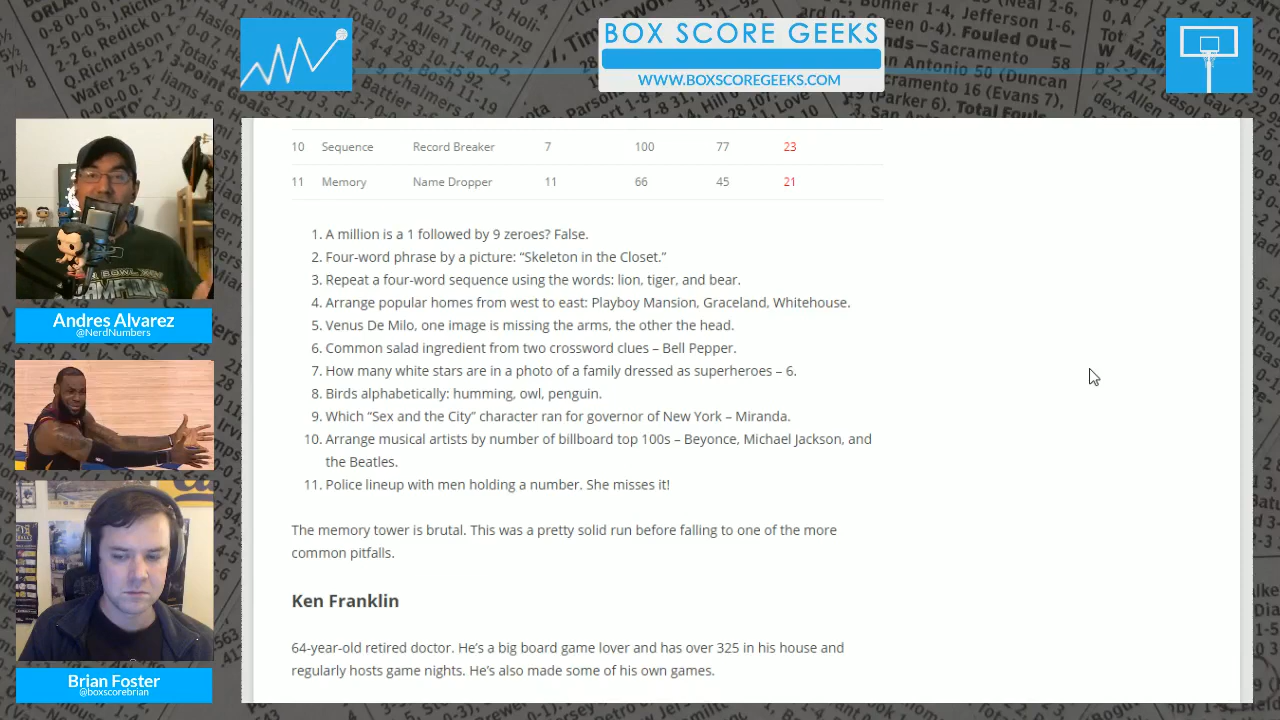 BOX SCORE GEEKS
WWW.BOXSCOREGEEKS.COM
10 Sequence Record Breaker 7 100 77 23
11 Memory Name Dropper 11 66 45 21
1. A million is a 1 followed by 9 zeroes? False.
2. Four-word phrase by a picture: “Skeleton in the Closet.”
3. Repeat a four-word sequence using the words: lion, tiger, and bear.
4. Arrange popular homes from west to east: Playboy Mansion, Graceland, Whitehouse.
5. Venus De Milo, one image is missing the arms, the other the head.
6. Common salad ingredient from two crossword clues – Bell Pepper.
7. How many white stars are in a photo of a family dressed as superheroes – 6.
8. Birds alphabetically: humming, owl, penguin.
9. Which “Sex and the City” character ran for governor of New York – Miranda.
10. Arrange musical artists by number of billboard top 100s – Beyonce, Michael Jackson, and
the Beatles.
11. Police lineup with men holding a number. She misses it!
The memory tower is brutal. This was a pretty solid run before falling to one of the more
common pitfalls.
Ken Franklin
64-year-old retired doctor. He’s a big board game lover and has over 325 in his house and
regularly hosts game nights. He’s also made some of his own games.
Andres Alvarez
@NerdNumbers
Brian Foster
@boxscorebrian